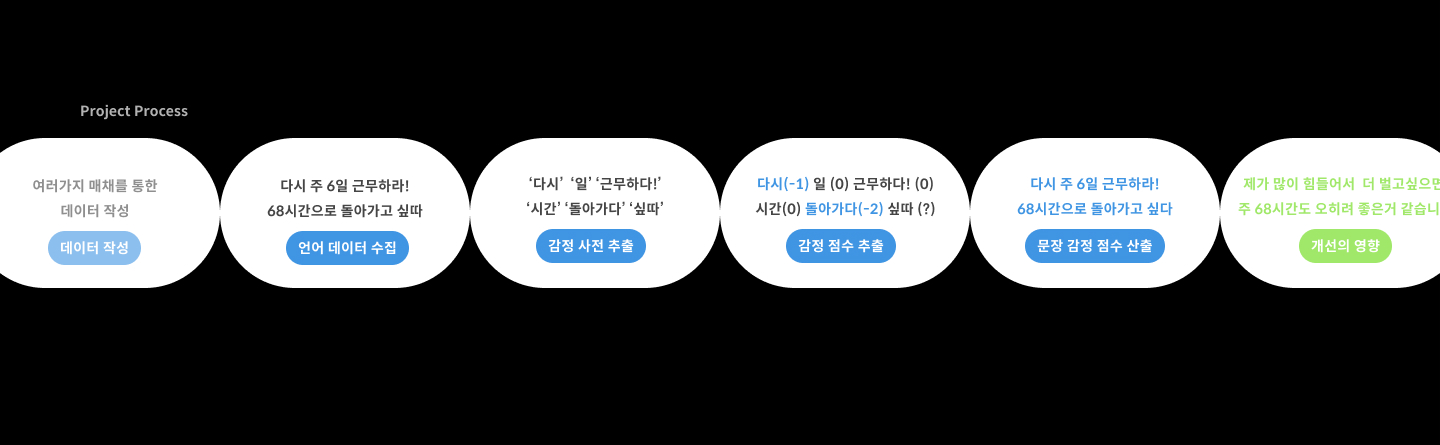 Project Process
여러가지 매채를 통한
데이터 작성
데이터 작성
다시 주 6일 근무하라!
68시간으로 돌아가고 싶따
언어 데이터 수집
‘다시’ ‘일’ ‘근무하다!’
‘시간’ ‘돌아가다’ ‘싶따’
감정 사전 추출
다시(-1) 일 (0) 근무하다! (0)
시간(0) 돌아가다(-2) 싶따 (?)
감정 점수 추출
다시 주 6일 근무하라!
68시간으로 돌아가고 싶다
문장 감정 점수 산출
제가 많이 힘들어서 더 벌고싶으면
주 68시간도 오히려 좋은거 같습니
개선의 영향